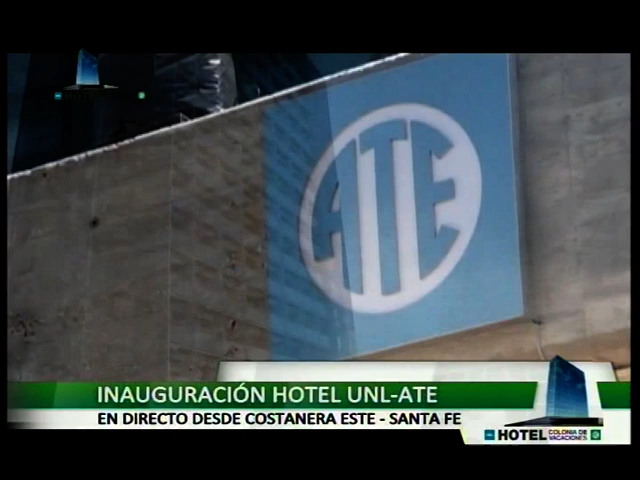 ATE
INAUGURACIÓN HOTEL UNL-ATE
EN DIRECTO DESDE COSTANERA ESTE - SANTA FE
HOTEL COLONIA DE VACACIONES